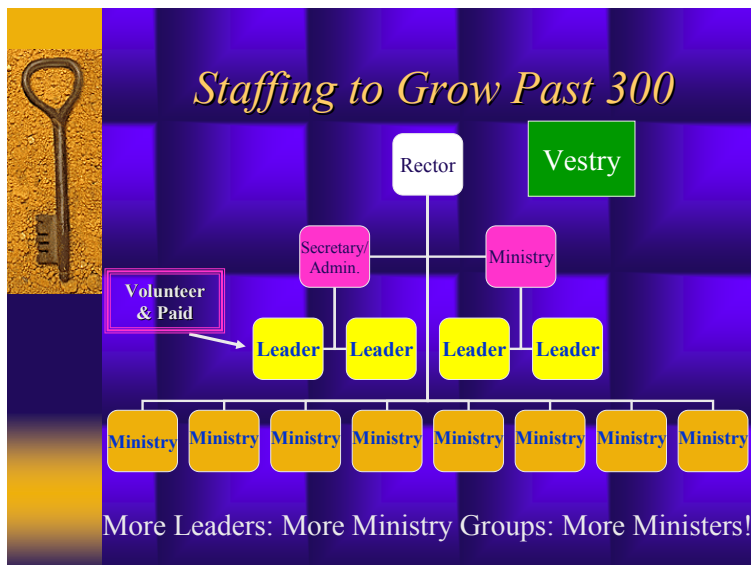 Staffing to Grow Past 300
Rector
Vestry
Secretary/
Admin.
Ministry
Volunteer
& Paid
Leader
Leader
Leader
Leader
Ministry
Ministry
Ministry
Ministry
Ministry
Ministry
Ministry
Ministry
More Leaders: More Ministry Groups: More Ministers!